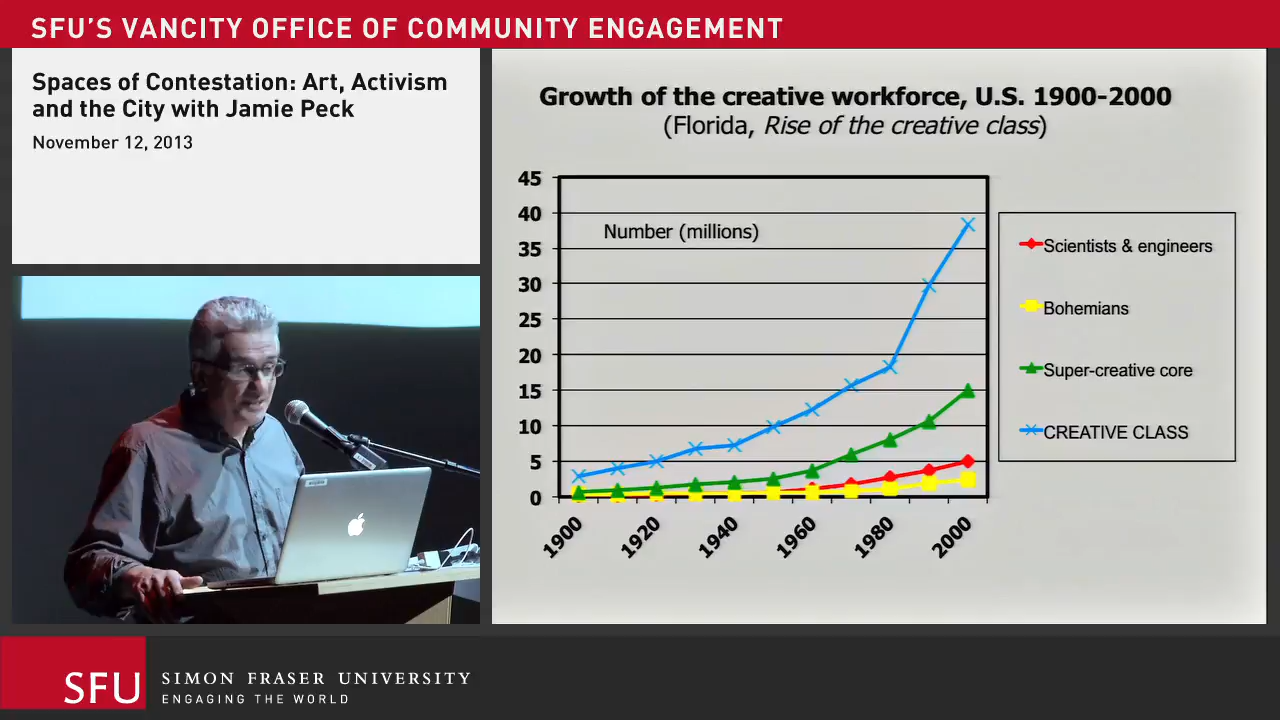 SFU'S VANCITY OFFICE OF COMMUNITY ENGAGEMENT
Spaces of Contestation: Art, Activism
and the City with Jamie Peck
November 12, 2013
Growth of the creative workforce, U.S. 1900-2000
(Florida, Rise of the creative class)
45
40
35
30
25
20
15
10
5
0
Number (millions)
1900
1920
1940
1960
1980
2000
Scientists & engineers
Bohemians
Super-creative core
CREATIVE CLASS
SFU
SIMON FRASER UNIVERSITY
ENGAGING THE WORLD